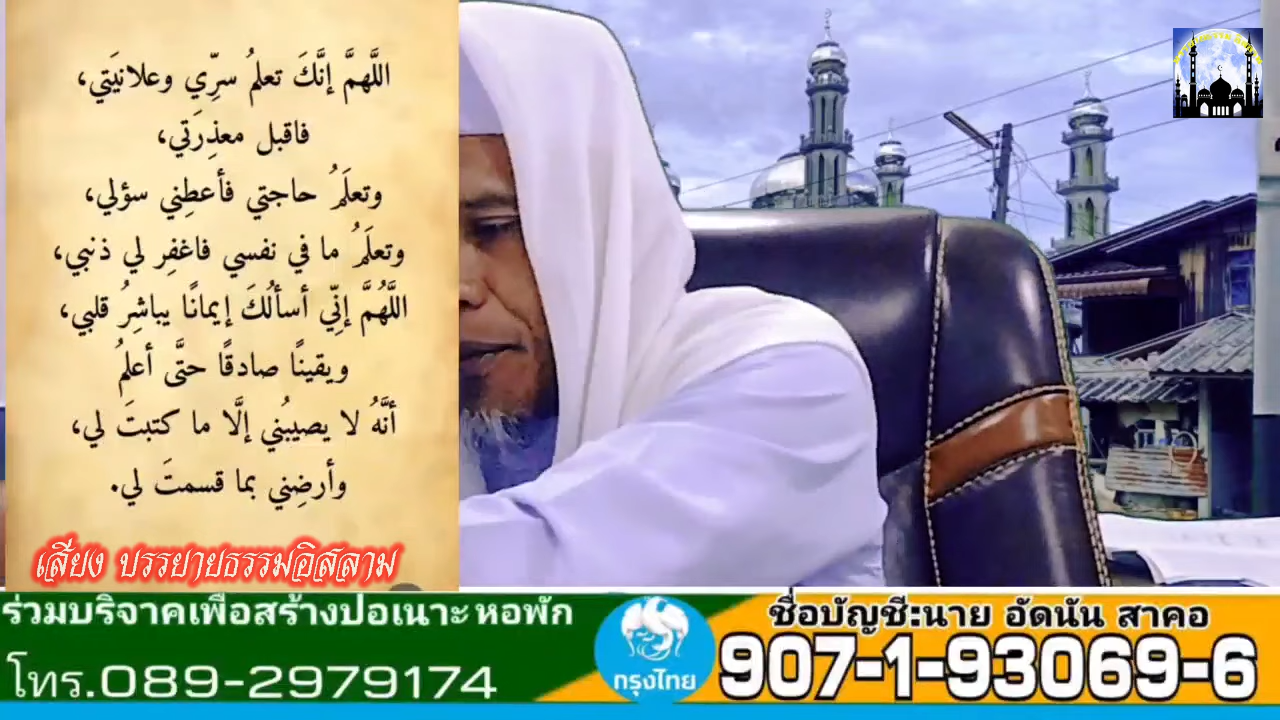 اللَّهمَّ إنَّكَ تعلمُ سرِّي وعلانيَتي،
فاقبل معذِرَتي،
وتعلَمُ حاجتي فأعطِني سؤلي،
وتعلَمُ ما في نفسي فاغفِر لي ذنبي،
اللَّهُمَّ إنِّي أسألُكَ إيمانًا يباشِرُ قلبي،
ويقينًا صادقًا حتَّى أعلمُ
أنَّهُ لا يصيبُني إلَّا ما كتبتَ لي،
وأرضِني بما قسمتَ لي.
เสียง บรรยายธรรมอิสลาม
ร่วมบริจาคเพื่อสร้างปอเนาะ หอพัก
โทร.089-2979174
กรุงไทย
ชื่อบัญชี:นาย อัดนัน สาคอ
907-1-93069-6